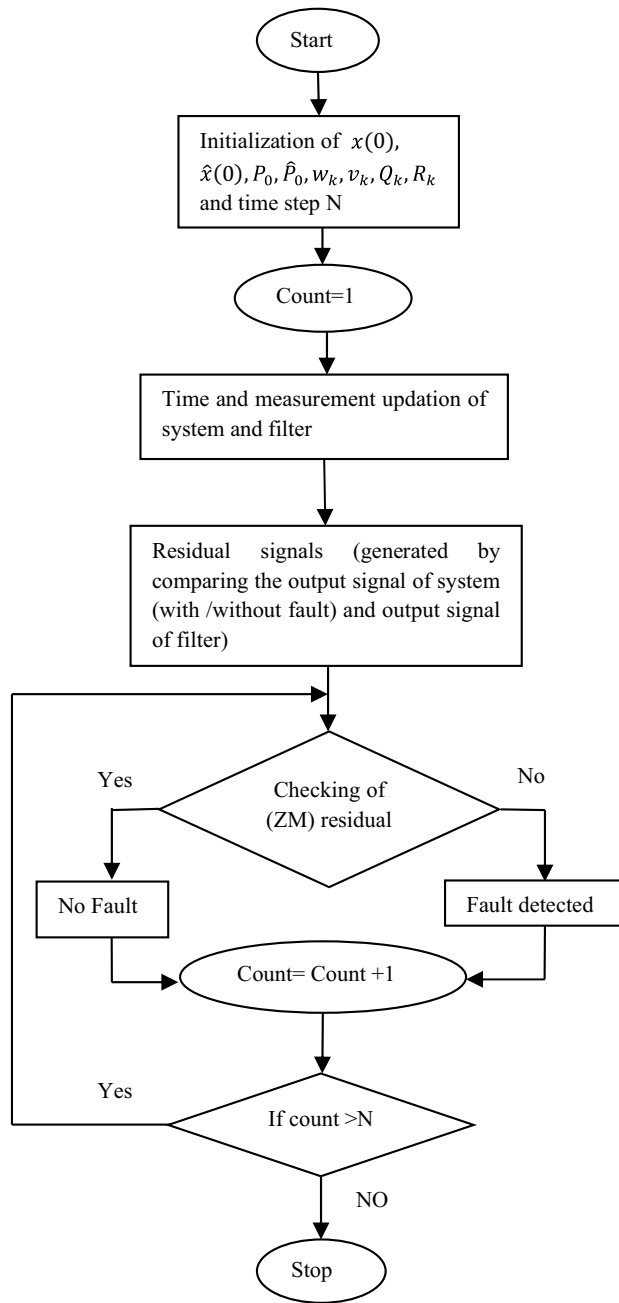 Start
Initialization of x(0),
x̂(0), P₀, P̂₀, wₖ, vₖ, Qₖ, Rₖ
and time step N
Count=1
Time and measurement updation of
system and filter
Residual signals (generated by
comparing the output signal of system
(with /without fault) and output signal
of filter)
Yes
No
Checking of
(ZM) residual
No Fault
Fault detected
Count= Count +1
Yes
If count >N
NO
Stop